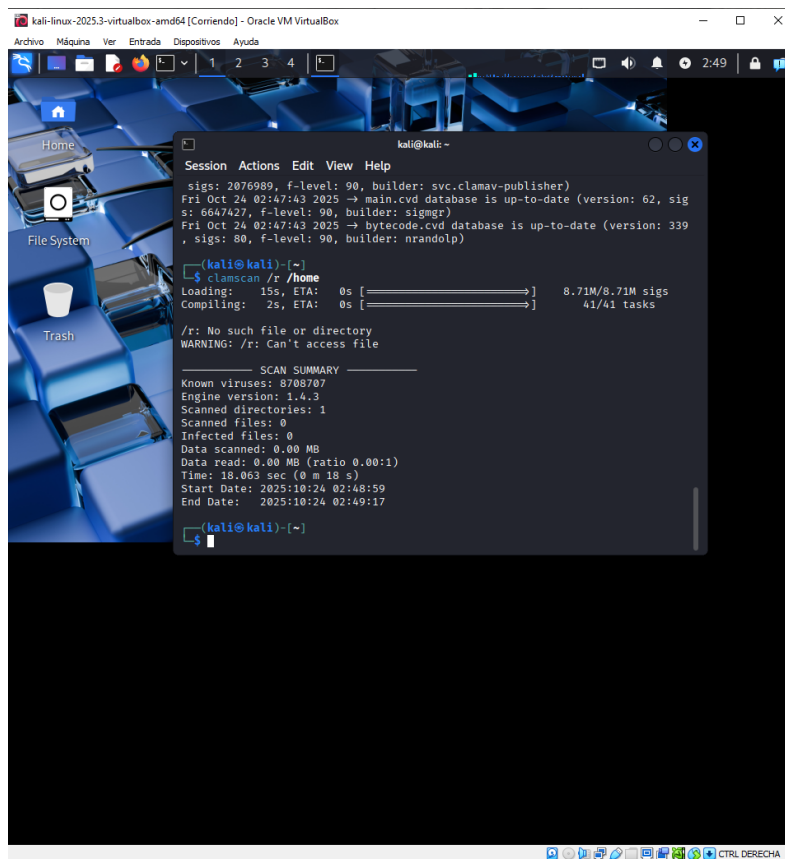 kali-linux-2025.3-virtualbox-amd64 [Corriendo] - Oracle VM VirtualBox
Archivo Máquina Ver Entrada Dispositivos Ayuda
1 2 3 4 2:49
Home
File System
Trash
kali@kali: ~
Session Actions Edit View Help
sigs: 2076989, f-level: 90, builder: svc.clamav-publisher)
Fri Oct 24 02:47:43 2025 → main.cvd database is up-to-date (version: 62, sig
s: 6647427, f-level: 90, builder: sigmgr)
Fri Oct 24 02:47:43 2025 → bytecode.cvd database is up-to-date (version: 339
, sigs: 80, f-level: 90, builder: nrandolp)
┌──(kali㉿kali)-[~]
└─$ clamscan /r /home
Loading: 15s, ETA: 0s [========================>] 8.71M/8.71M sigs
Compiling: 2s, ETA: 0s [========================>] 41/41 tasks
/r: No such file or directory
WARNING: /r: Can't access file
─────────── SCAN SUMMARY ───────────
Known viruses: 8708707
Engine version: 1.4.3
Scanned directories: 1
Scanned files: 0
Infected files: 0
Data scanned: 0.00 MB
Data read: 0.00 MB (ratio 0.00:1)
Time: 18.063 sec (0 m 18 s)
Start Date: 2025:10:24 02:48:59
End Date: 2025:10:24 02:49:17
┌──(kali㉿kali)-[~]
└─$
CTRL DERECHA